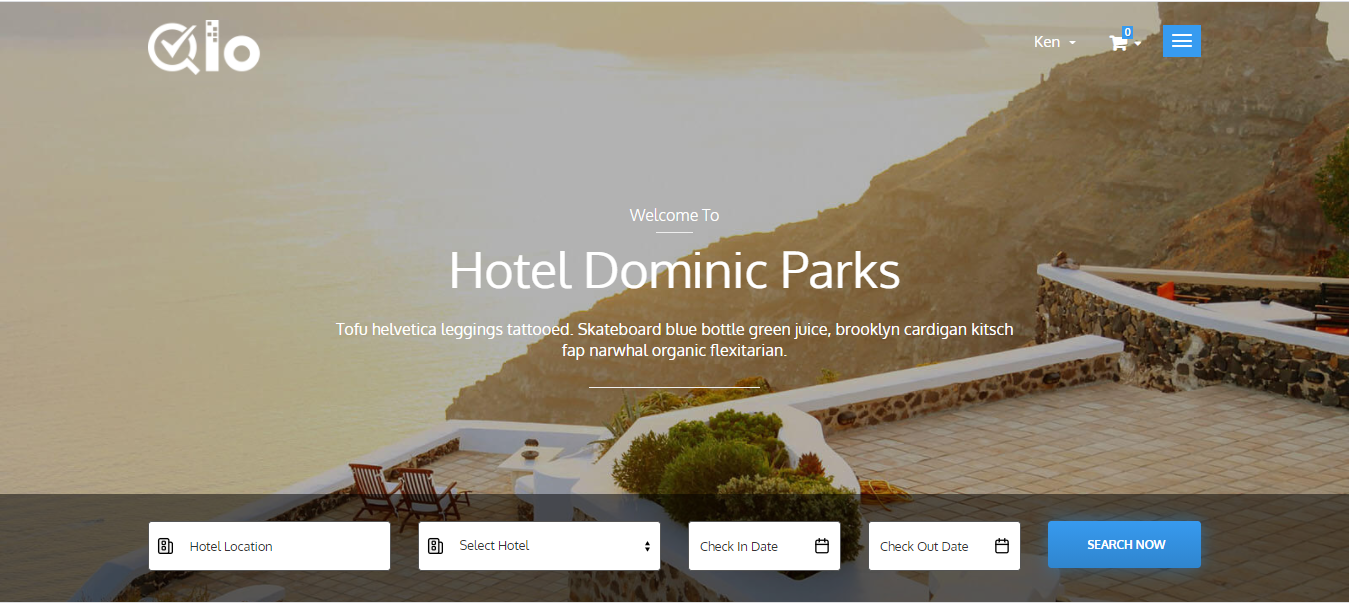 Qlo
Ken
0
Welcome To
Hotel Dominic Parks
Tofu helvetica leggings tattooed. Skateboard blue bottle green juice, brooklyn cardigan kitsch
fap narwhal organic flexitarian.
Hotel Location
Select Hotel
Check In Date
Check Out Date
SEARCH NOW